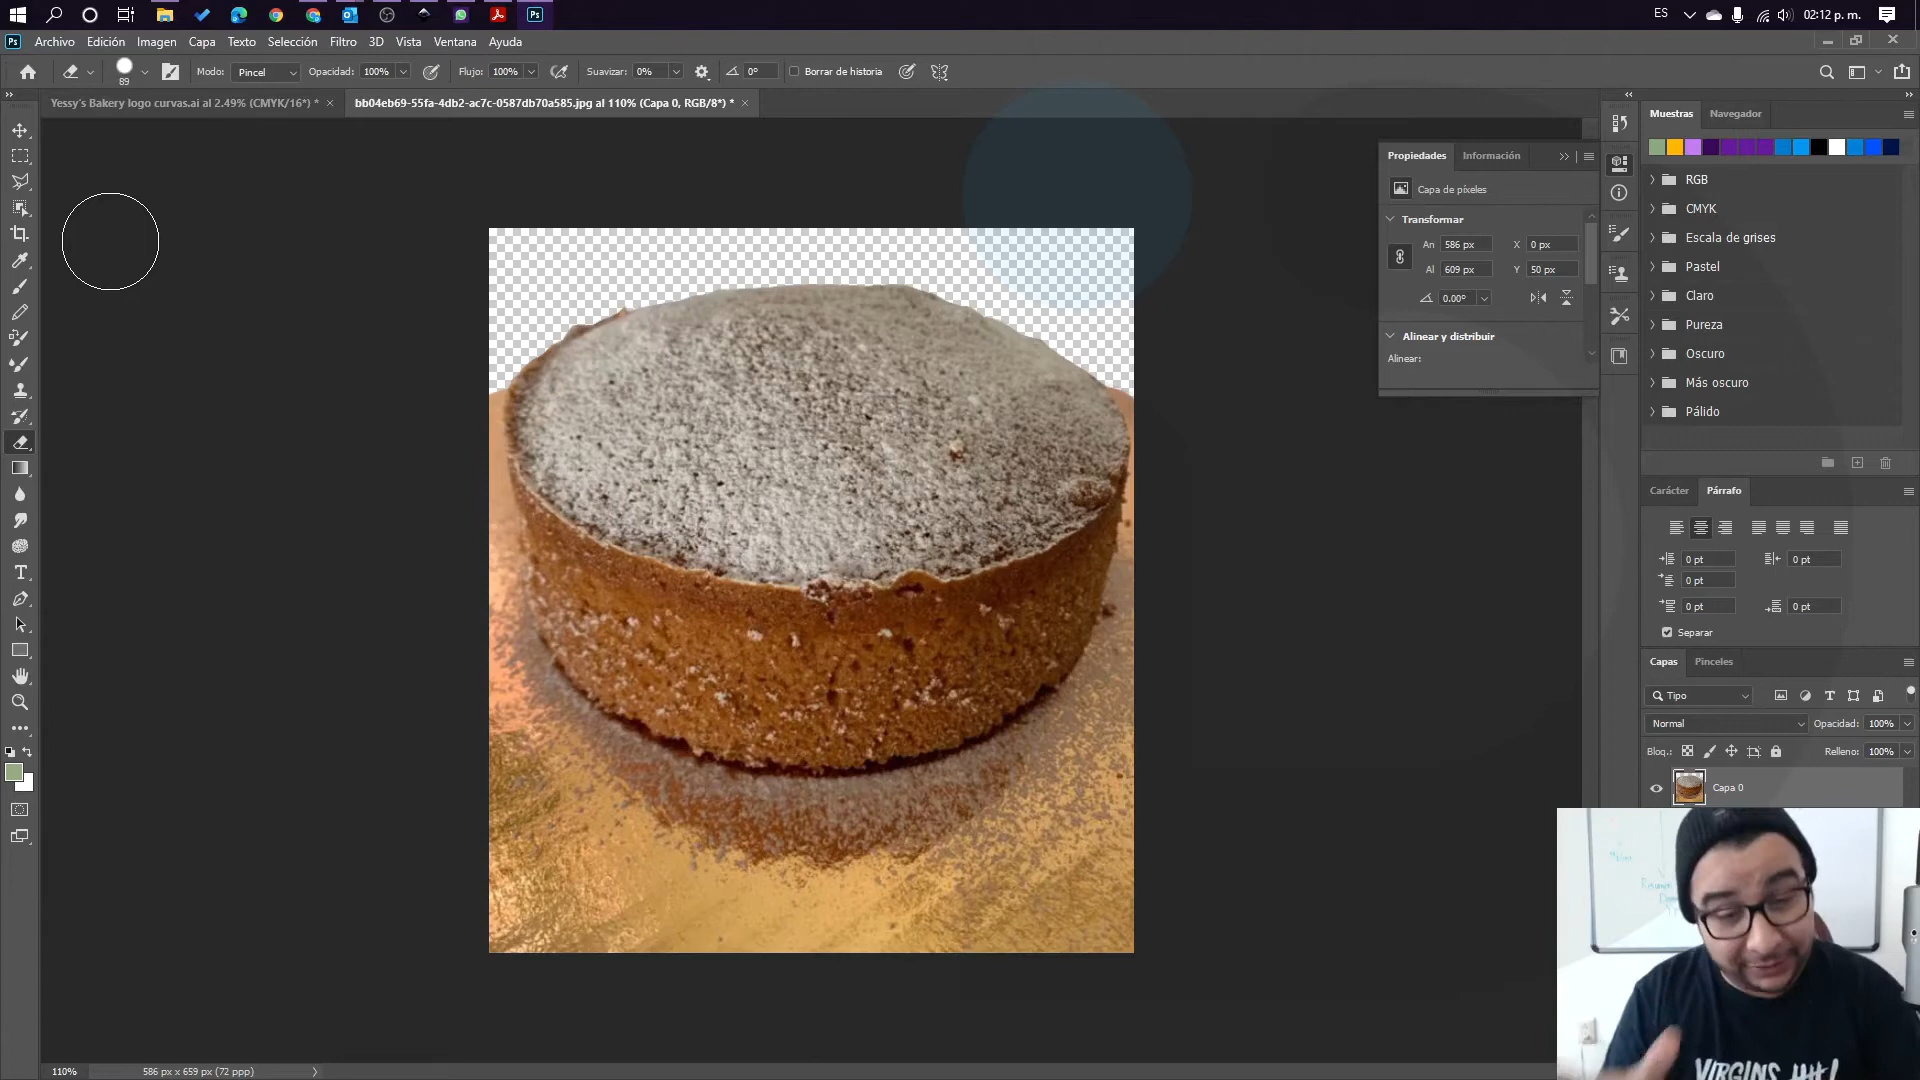 ES
02:12 p. m.
Ps
Archivo Edición Imagen Capa Texto Selección Filtro 3D Vista Ventana Ayuda
89
Modo: Pincel Opacidad: 100% Flujo: 100% Suavizar: 0% 0° Borrar de historia
Yessy's Bakery logo curvas.ai al 2.49% (CMYK/16*) * ×
bb04eb69-55fa-4db2-ac7c-0587db70a585.jpg al 110% (Capa 0, RGB/8*) * ×
Propiedades Información
Capa de píxeles
Transformar
An 586 px X 0 px
Al 609 px Y 50 px
0.00°
Alinear y distribuir
Alinear:
Muestras Navegador
RGB
CMYK
Escala de grises
Pastel
Claro
Pureza
Oscuro
Más oscuro
Pálido
Carácter Párrafo
0 pt 0 pt
0 pt
0 pt 0 pt
Separar
Capas Pinceles
Tipo
Normal Opacidad: 100%
Bloq.: Relleno: 100%
Capa 0
VIRGINS
110% 586 px x 659 px (72 ppp)